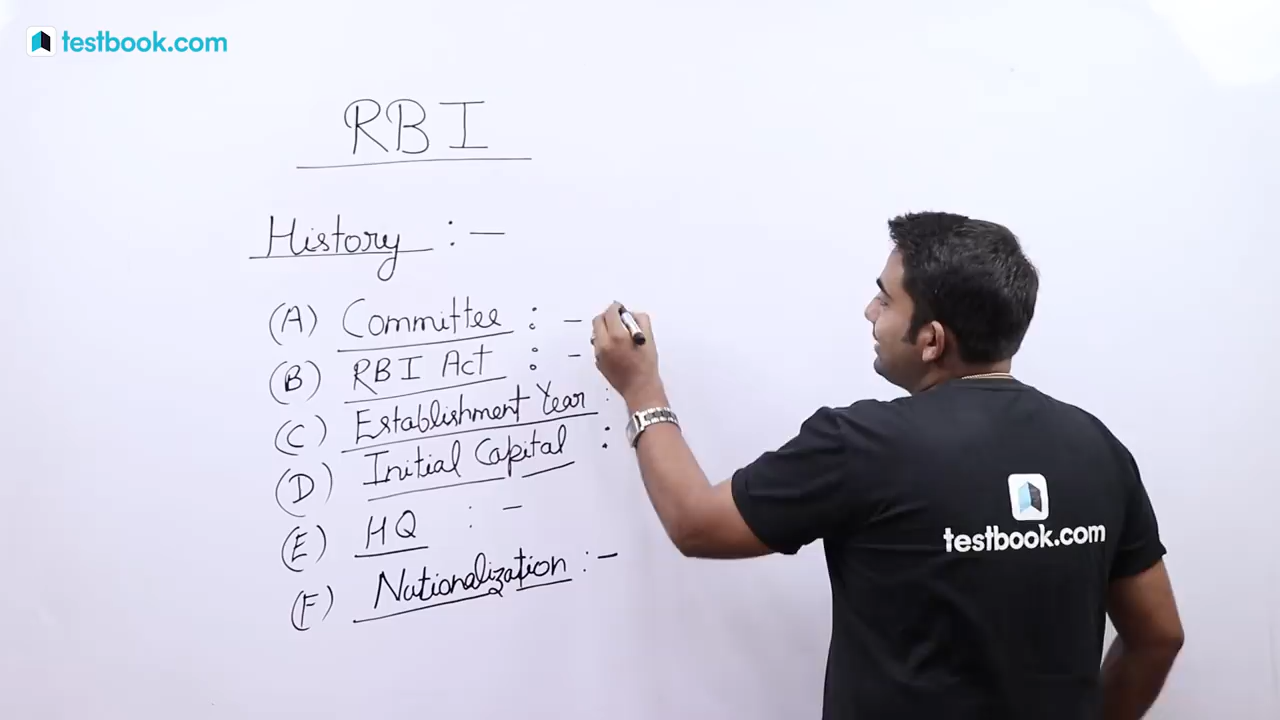 testbook.com
RBI
History :-
(A) Committee : -
(B) RBI Act : -
(C) Establishment Year :
(D) Initial Capital :
(E) HQ : -
(F) Nationalization : -
testbook.com